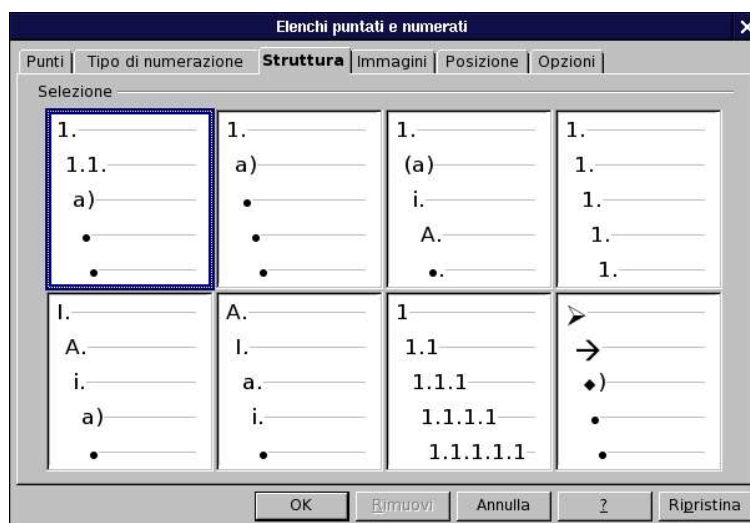 Elenchi puntati e numerati
Punti Tipo di numerazione Struttura Immagini Posizione Opzioni
Selezione
1. 1. 1. 1.
1.1. a) (a) 1.
a) • i. 1.
• • A. 1.
• • •. 1.
I. A. 1 ➢
A. I. 1.1 →
i. a. 1.1.1 ◆)
a) i. 1.1.1.1 •
• • 1.1.1.1.1 •
OK Rimuovi Annulla ? Ripristina